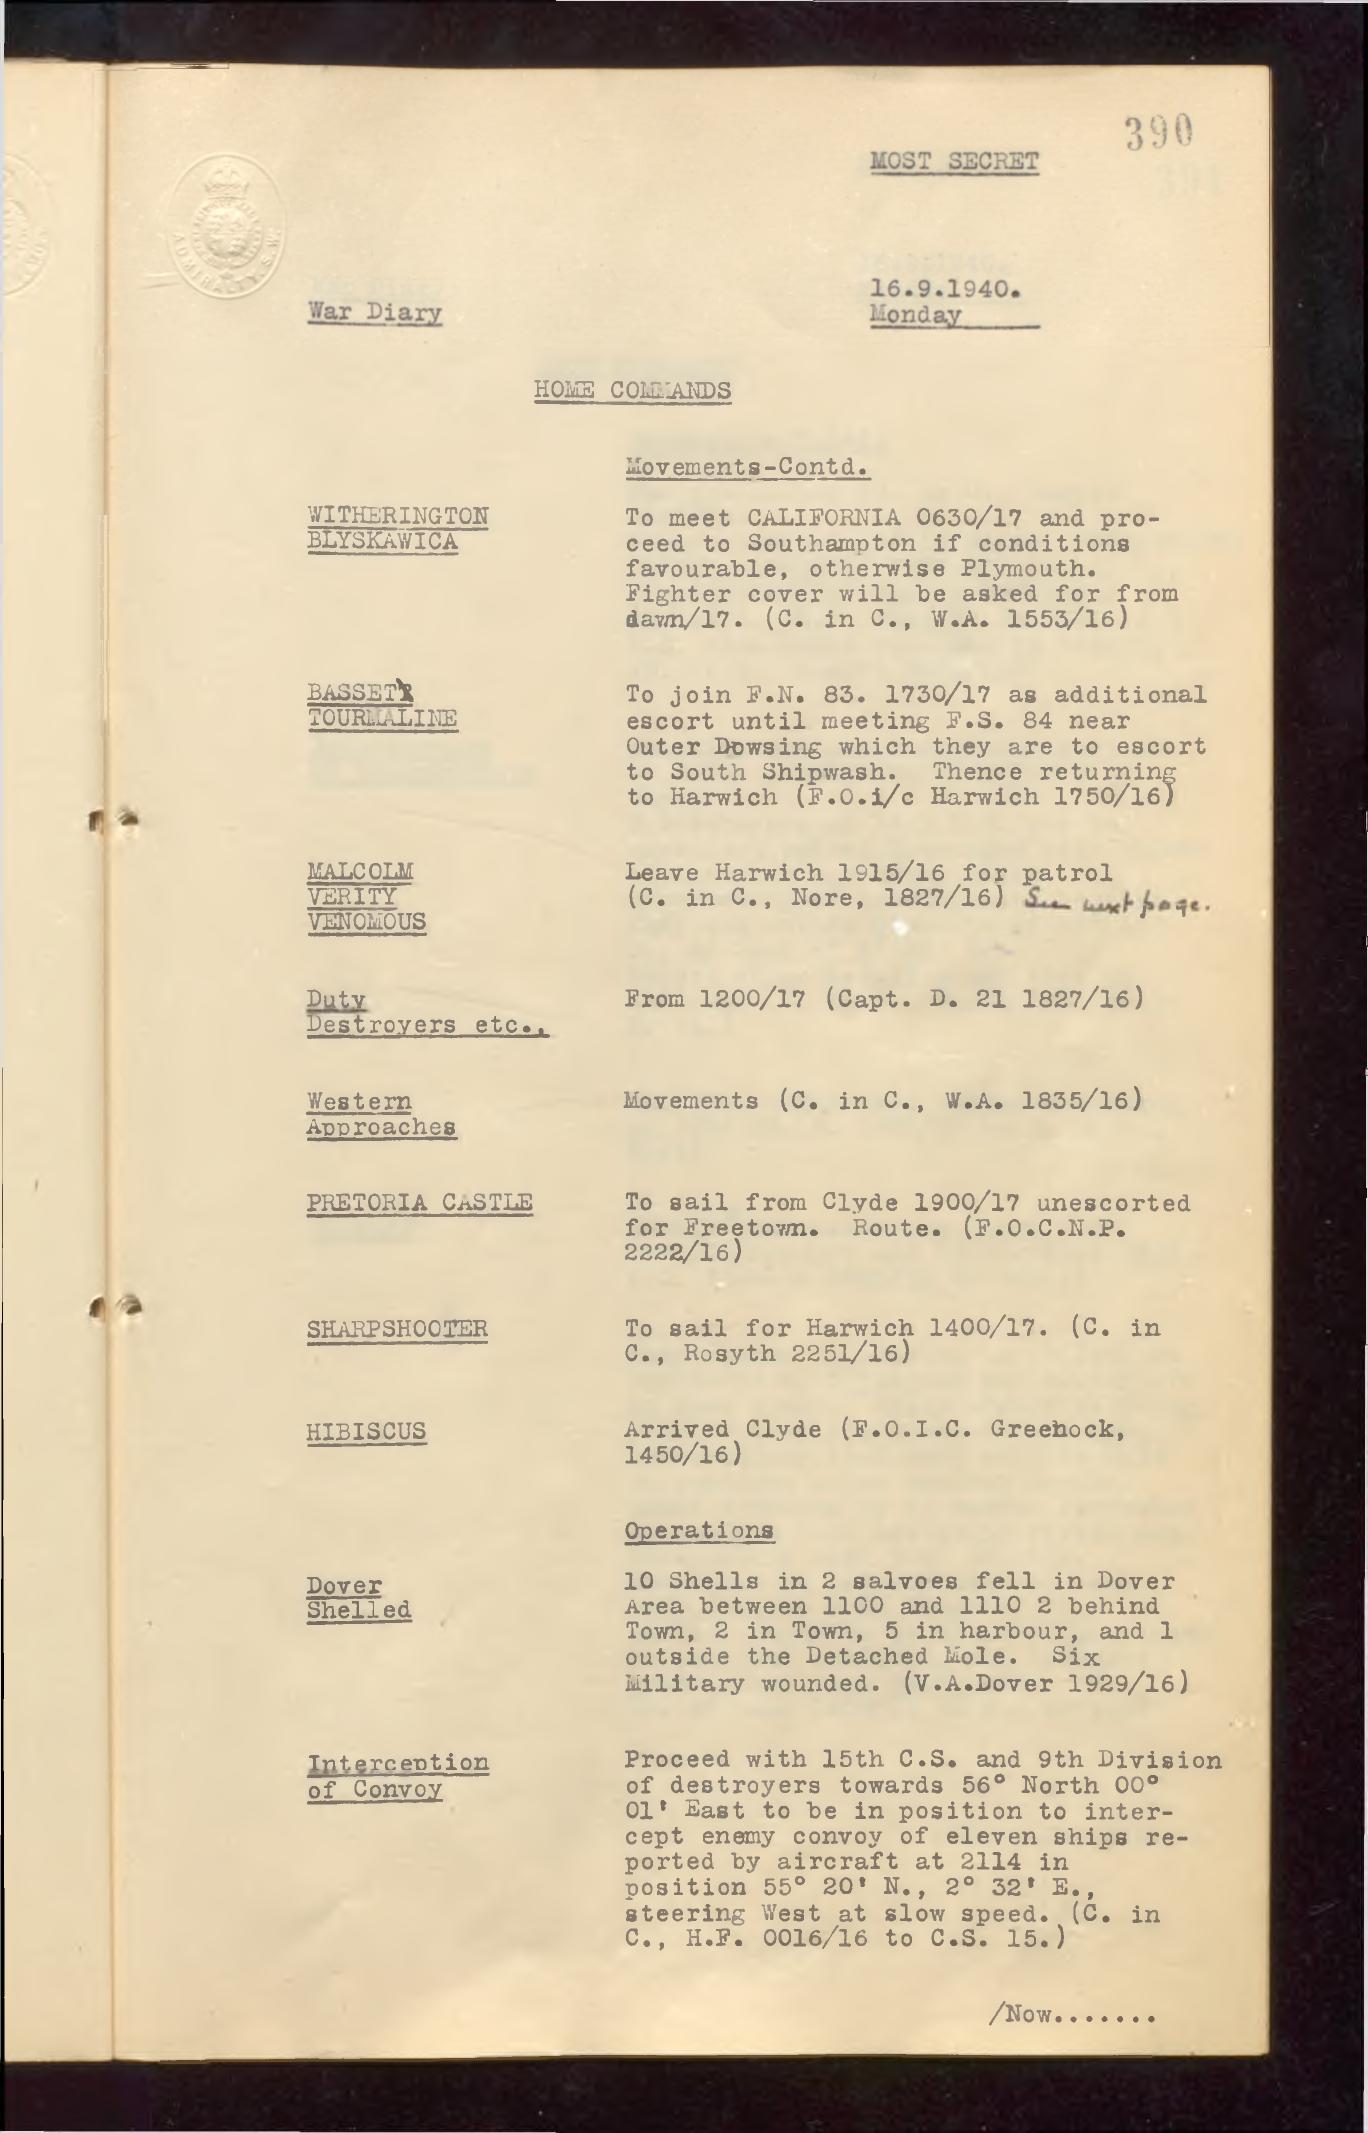 390
MOST SECRET
ADMIRALTY. S.W.
16.9.1940.
War Diary
Monday
HOME COMMANDS
Movements-Contd.
WITHERINGTON
BLYSKAWICA
To meet CALIFORNIA 0630/17 and pro-
ceed to Southampton if conditions
favourable, otherwise Plymouth.
Fighter cover will be asked for from
dawn/17. (C. in C., W.A. 1553/16)
BASSET
TOURMALINE
To join F.N. 83. 1730/17 as additional
escort until meeting F.S. 84 near
Outer Dowsing which they are to escort
to South Shipwash. Thence returning
to Harwich (F.O.i/c Harwich 1750/16)
MALCOLM
VERITY
VENOMOUS
Leave Harwich 1915/16 for patrol
(C. in C., Nore, 1827/16) See next page.
Duty
Destroyers etc.,
From 1200/17 (Capt. D. 21 1827/16)
Western
Approaches
Movements (C. in C., W.A. 1835/16)
PRETORIA CASTLE
To sail from Clyde 1900/17 unescorted
for Freetown. Route. (F.O.C.N.P.
2222/16)
SHARPSHOOTER
To sail for Harwich 1400/17. (C. in
C., Rosyth 2251/16)
HIBISCUS
Arrived Clyde (F.O.I.C. Greenock,
1450/16)
Operations
Dover
Shelled
10 Shells in 2 salvoes fell in Dover
Area between 1100 and 1110 2 behind
Town, 2 in Town, 5 in harbour, and 1
outside the Detached Mole. Six
Military wounded. (V.A.Dover 1929/16)
Interception
of Convoy
Proceed with 15th C.S. and 9th Division
of destroyers towards 56° North 00°
01' East to be in position to inter-
cept enemy convoy of eleven ships re-
ported by aircraft at 2114 in
position 55° 20' N., 2° 32' E.,
steering West at slow speed. (C. in
C., H.F. 0016/16 to C.S. 15.)
/Now.......